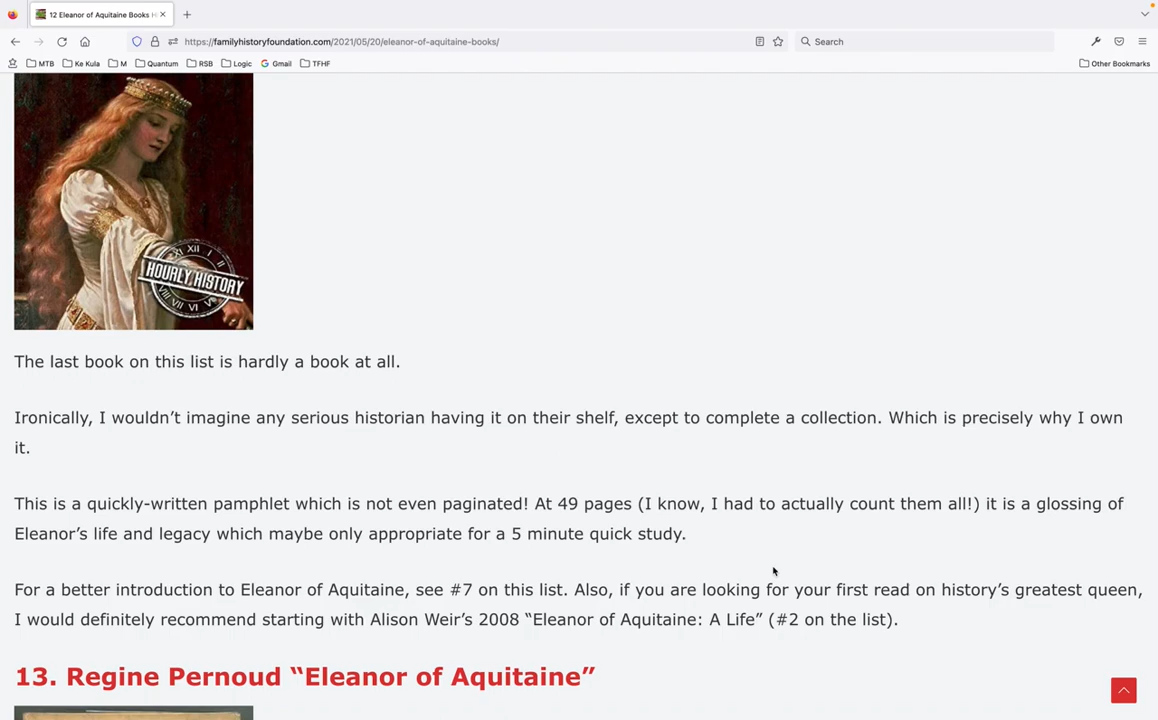 12 Eleanor of Aquitaine Books H
https://familyhistoryfoundation.com/2021/05/20/eleanor-of-aquitaine-books/
Search
MTB Ke Kula M Quantum RSB Logic Gmail TFHF Other Bookmarks
XII I II
HOURLY HISTORY
VIII VII VI V
The last book on this list is hardly a book at all.
Ironically, I wouldn’t imagine any serious historian having it on their shelf, except to complete a collection. Which is precisely why I own
it.
This is a quickly-written pamphlet which is not even paginated! At 49 pages (I know, I had to actually count them all!) it is a glossing of
Eleanor’s life and legacy which maybe only appropriate for a 5 minute quick study.
For a better introduction to Eleanor of Aquitaine, see #7 on this list. Also, if you are looking for your first read on history’s greatest queen,
I would definitely recommend starting with Alison Weir’s 2008 “Eleanor of Aquitaine: A Life” (#2 on the list).
13. Regine Pernoud “Eleanor of Aquitaine”